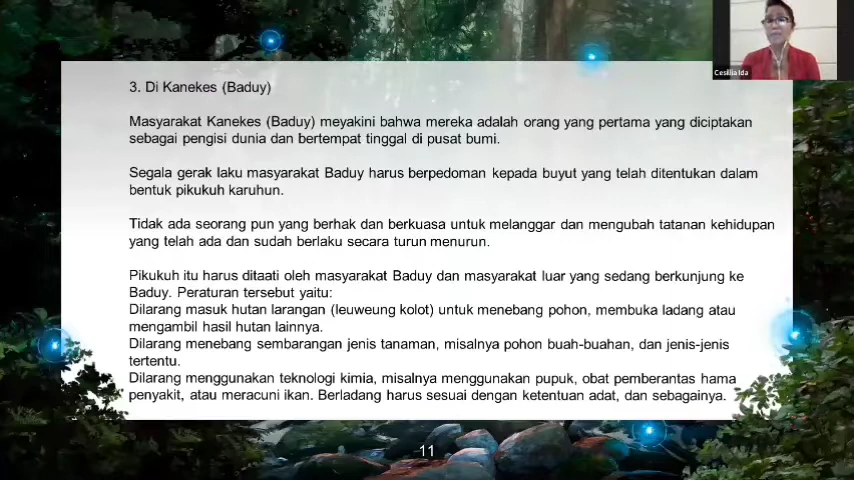 Cesilia Ida
3. Di Kanekes (Baduy)
Masyarakat Kanekes (Baduy) meyakini bahwa mereka adalah orang yang pertama yang diciptakan
sebagai pengisi dunia dan bertempat tinggal di pusat bumi.
Segala gerak laku masyarakat Baduy harus berpedoman kepada buyut yang telah ditentukan dalam
bentuk pikukuh karuhun.
Tidak ada seorang pun yang berhak dan berkuasa untuk melanggar dan mengubah tatanan kehidupan
yang telah ada dan sudah berlaku secara turun menurun.
Pikukuh itu harus ditaati oleh masyarakat Baduy dan masyarakat luar yang sedang berkunjung ke
Baduy. Peraturan tersebut yaitu:
Dilarang masuk hutan larangan (leuweung kolot) untuk menebang pohon, membuka ladang atau
mengambil hasil hutan lainnya.
Dilarang menebang sembarangan jenis tanaman, misalnya pohon buah-buahan, dan jenis-jenis
tertentu.
Dilarang menggunakan teknologi kimia, misalnya menggunakan pupuk, obat pemberantas hama
penyakit, atau meracuni ikan. Berladang harus sesuai dengan ketentuan adat, dan sebagainya.
11